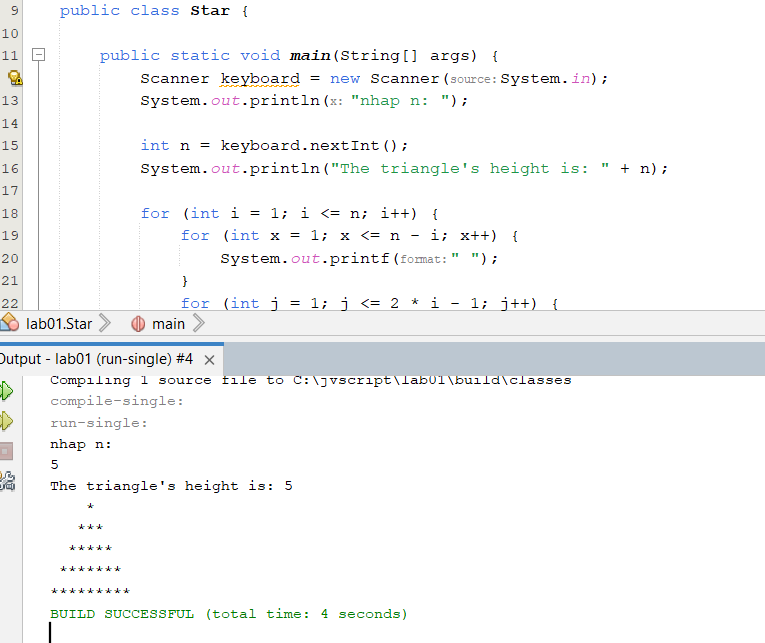 9 public class Star {
10
11 public static void main(String[] args) {
Scanner keyboard = new Scanner(source: System.in);
13 System.out.println(x: "nhap n: ");
14
15 int n = keyboard.nextInt();
16 System.out.println("The triangle's height is: " + n);
17
18 for (int i = 1; i <= n; i++) {
19 for (int x = 1; x <= n - i; x++) {
20 System.out.printf(format: " ");
21 }
22 for (int j = 1; j <= 2 * i - 1; j++) {
lab01.Star main
Output - lab01 (run-single) #4 ×
Compiling 1 source file to C:\jvscript\lab01\build\classes
compile-single:
run-single:
nhap n:
5
The triangle's height is: 5
*
***
*****
*******
*********
BUILD SUCCESSFUL (total time: 4 seconds)